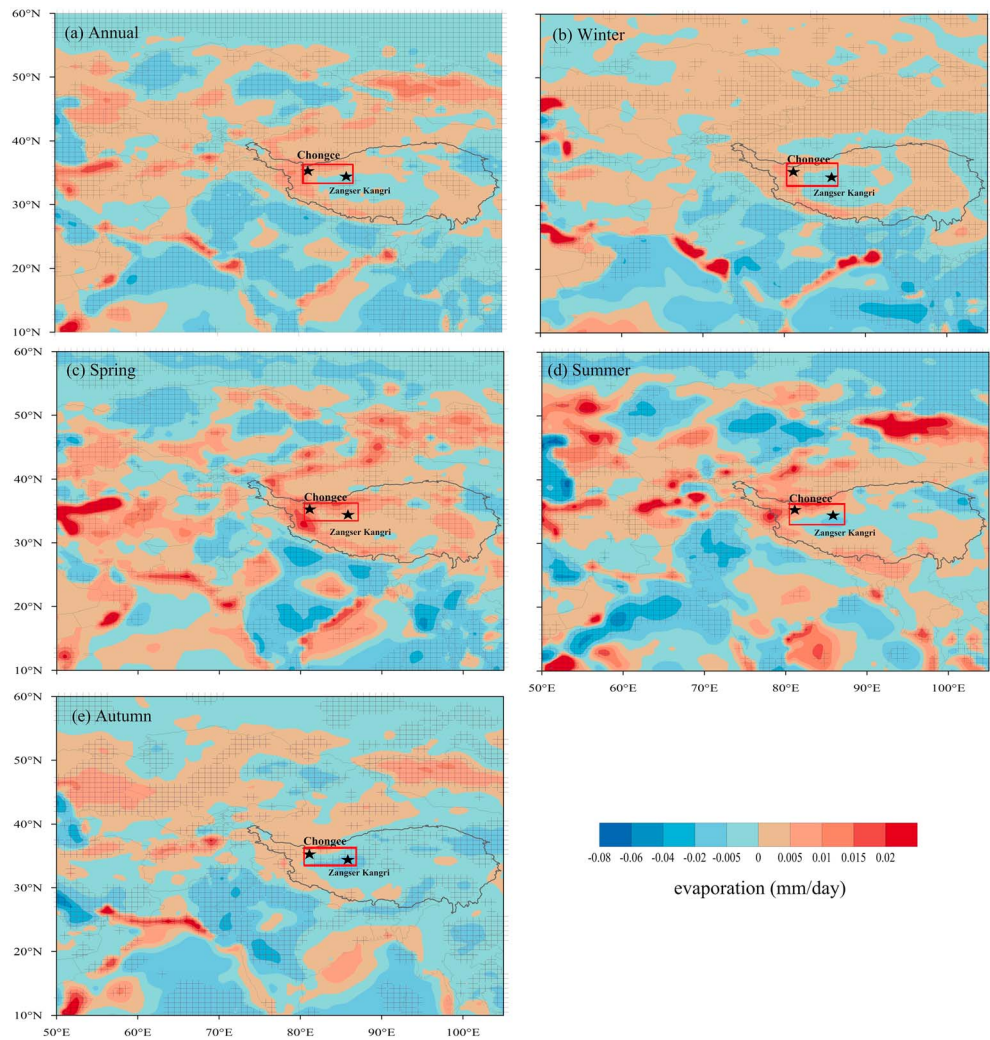 60°N
(a) Annual
(b) Winter
50°N
40°N
Chongce
Chongce
30°N
Zangser Kangri
Zangser Kangri
20°N
10°N
60°N
(c) Spring
(d) Summer
50°N
40°N
Chongce
Chongce
30°N
Zangser Kangri
Zangser Kangri
20°N
10°N
50°E 60°E 70°E 80°E 90°E 100°E
60°N
(e) Autumn
50°N
40°N
Chongce
30°N
Zangser Kangri
20°N
10°N
50°E 60°E 70°E 80°E 90°E 100°E
-0.08 -0.06 -0.04 -0.02 -0.005 0 0.005 0.01 0.015 0.02
evaporation (mm/day)